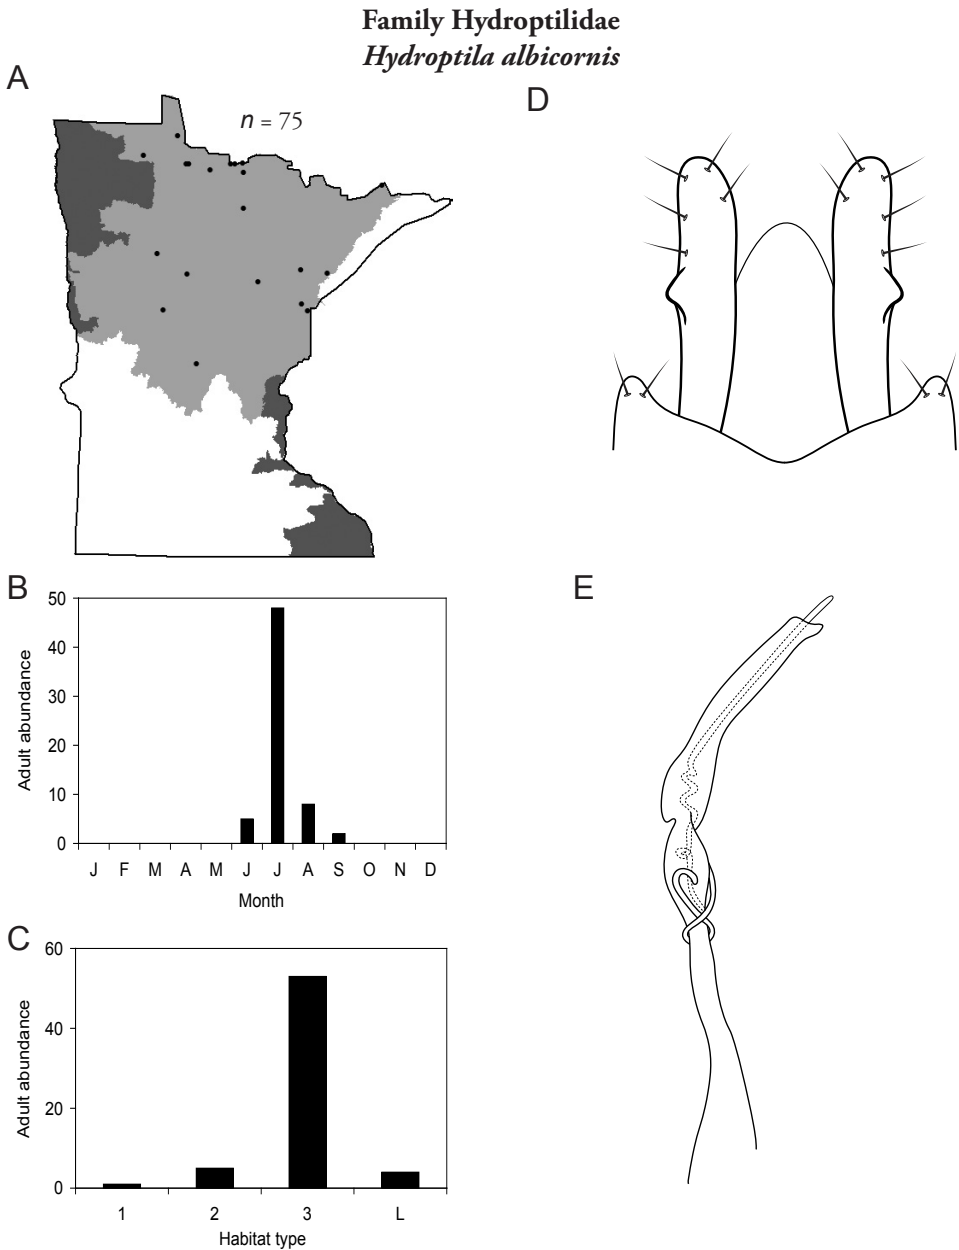 Family Hydroptilidae
Hydroptila albicornis
A
n = 75
D
B
50
40
30
20
10
0
Adult abundance
J F M A M J J A S O N D
Month
C
60
40
20
0
Adult abundance
1 2 3 L
Habitat type
E